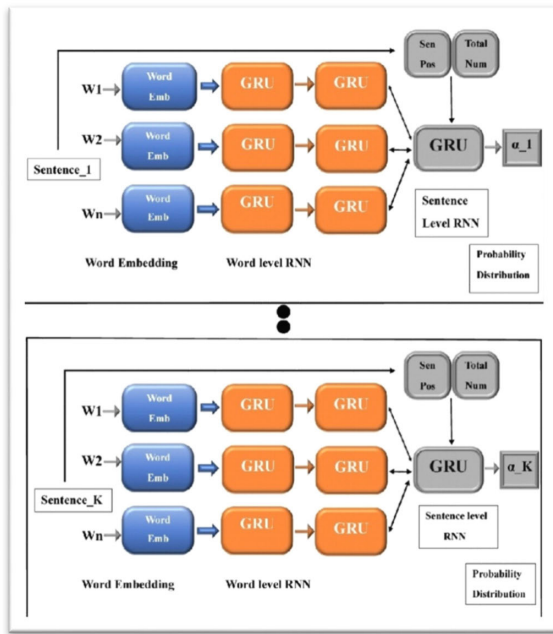 Sen Total
Pos Num
W1 Word Emb GRU GRU
W2 Word Emb GRU GRU GRU α_1
Sentence_1
Wn Word Emb GRU GRU
Sentence
Level RNN
Word Embedding Word level RNN
Probability
Distribution
Sen Total
Pos Num
W1 Word Emb GRU GRU
W2 Word Emb GRU GRU GRU α_K
Sentence_K
Wn Word Emb GRU GRU
Sentence level
RNN
Word Embedding Word level RNN
Probability
Distribution